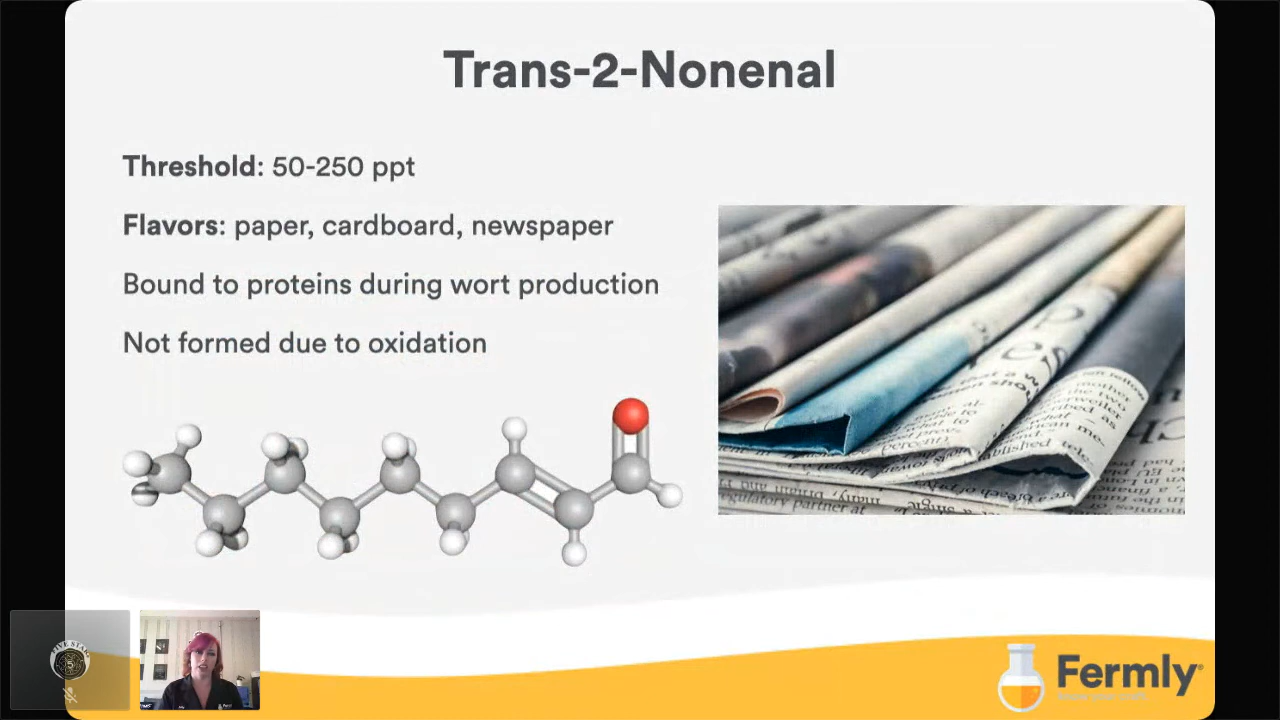 Trans-2-Nonenal
Threshold: 50-250 ppt
Flavors: paper, cardboard, newspaper
Bound to proteins during wort production
Not formed due to oxidation
Fermly